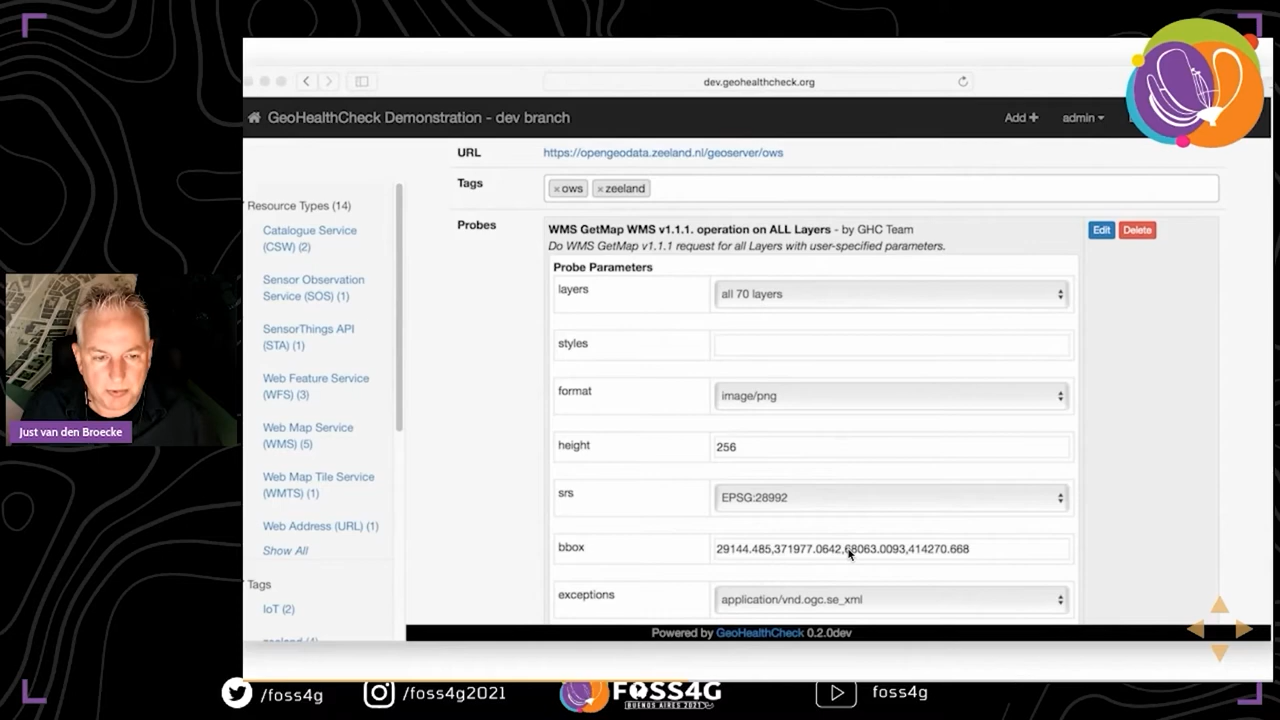 dev.geohealthcheck.org
GeoHealthCheck Demonstration - dev branch
Add
admin
Resource Types (14)
Catalogue Service
(CSW) (2)
Sensor Observation
Service (SOS) (1)
SensorThings API
(STA) (1)
Web Feature Service
(WFS) (3)
Web Map Service
(WMS) (5)
Web Map Tile Service
(WMTS) (1)
Web Address (URL) (1)
Show All
Tags
IoT (2)
URL
https://opengeodata.zeeland.nl/geoserver/ows
Tags
×ows ×zeeland
Probes
WMS GetMap WMS v1.1.1. operation on ALL Layers - by GHC Team
Edit Delete
Do WMS GetMap v1.1.1 request for all Layers with user-specified parameters.
Probe Parameters
layers
all 70 layers
styles
format
image/png
height
256
srs
EPSG:28992
bbox
29144.485,371977.0642,68063.0093,414270.668
exceptions
application/vnd.ogc.se_xml
Powered by GeoHealthCheck 0.2.0dev
Just van den Broecke
/foss4g
/foss4g2021
FOSS4G
BUENOS AIRES 2021
foss4g